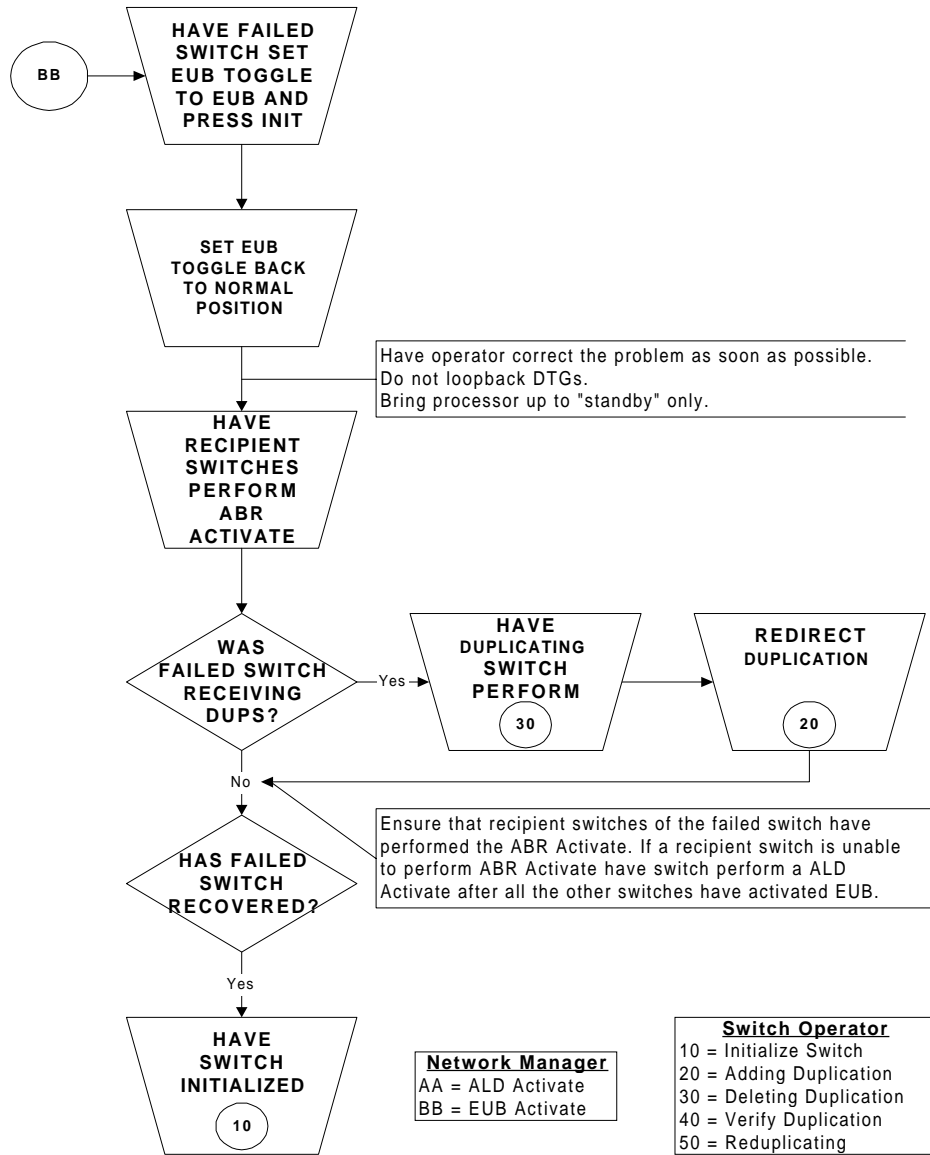 BB
HAVE FAILED
SWITCH SET
EUB TOGGLE
TO EUB AND
PRESS INIT
SET EUB
TOGGLE BACK
TO NORMAL
POSITION
Have operator correct the problem as soon as possible.
Do not loopback DTGs.
Bring processor up to "standby" only.
HAVE
RECIPIENT
SWITCHES
PERFORM
ABR
ACTIVATE
WAS
FAILED SWITCH
RECEIVING
DUPS?
Yes
HAVE
DUPLICATING
SWITCH
PERFORM
30
REDIRECT
DUPLICATION
20
No
Ensure that recipient switches of the failed switch have
performed the ABR Activate. If a recipient switch is unable
to perform ABR Activate have switch perform a ALD
Activate after all the other switches have activated EUB.
HAS FAILED
SWITCH
RECOVERED?
Yes
HAVE
SWITCH
INITIALIZED
10
Network Manager
AA = ALD Activate
BB = EUB Activate
Switch Operator
10 = Initialize Switch
20 = Adding Duplication
30 = Deleting Duplication
40 = Verify Duplication
50 = Reduplicating